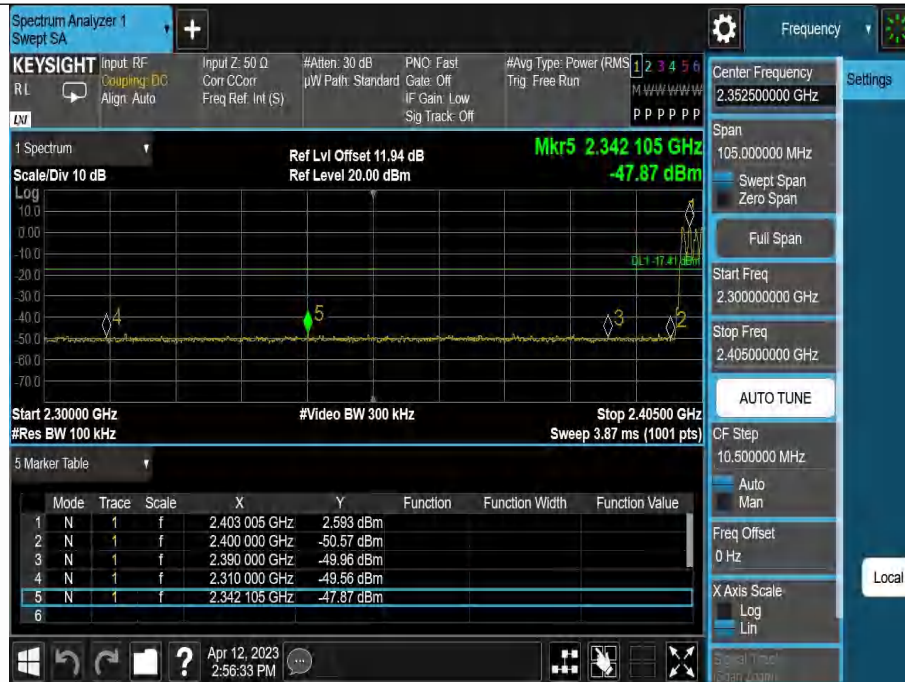 Spectrum Analyzer 1
Swept SA
Frequency
KEYSIGHT
RL
LXI
Input: RF
Coupling: DC
Align: Auto
Input Z: 50 Ω
Corr CCorr
Freq Ref: Int (S)
#Atten: 30 dB
µW Path: Standard
PNO: Fast
Gate: Off
IF Gain: Low
Sig Track: Off
#Avg Type: Power (RMS
Trig: Free Run
1 2 3 4 5 6
M W W W W W
P P P P P P
1 Spectrum
Scale/Div 10 dB
Ref Lvl Offset 11.94 dB
Ref Level 20.00 dBm
Mkr5 2.342 105 GHz
-47.87 dBm
Log
10.0
0.00
-10.0
-20.0
-30.0
-40.0
-50.0
-60.0
-70.0
DL1 -17.41 dBm
1
4
5
3
2
Start 2.30000 GHz
#Video BW 300 kHz
Stop 2.40500 GHz
#Res BW 100 kHz
Sweep 3.87 ms (1001 pts)
5 Marker Table
Mode Trace Scale X Y Function Function Width Function Value
1 N 1 f 2.403 005 GHz 2.593 dBm
2 N 1 f 2.400 000 GHz -50.57 dBm
3 N 1 f 2.390 000 GHz -49.96 dBm
4 N 1 f 2.310 000 GHz -49.56 dBm
5 N 1 f 2.342 105 GHz -47.87 dBm
6
?
Apr 12, 2023
2:56:33 PM
Center Frequency
2.352500000 GHz
Settings
Span
105.000000 MHz
Swept Span
Zero Span
Full Span
Start Freq
2.300000000 GHz
Stop Freq
2.405000000 GHz
AUTO TUNE
CF Step
10.500000 MHz
Auto
Man
Freq Offset
0 Hz
Local
X Axis Scale
Log
Lin